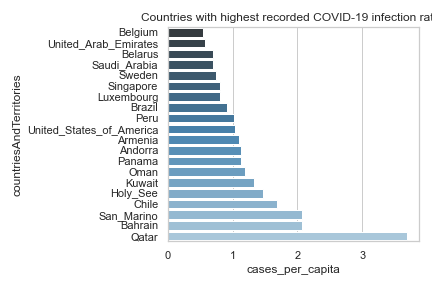 Countries with highest recorded COVID-19 infection rat
Belgium
United_Arab_Emirates
Belarus
Saudi_Arabia
Sweden
Singapore
Luxembourg
Brazil
Peru
United_States_of_America
Armenia
Andorra
Panama
Oman
Kuwait
Holy_See
Chile
San_Marino
Bahrain
Qatar
countriesAndTerritories
0 1 2 3
cases_per_capita